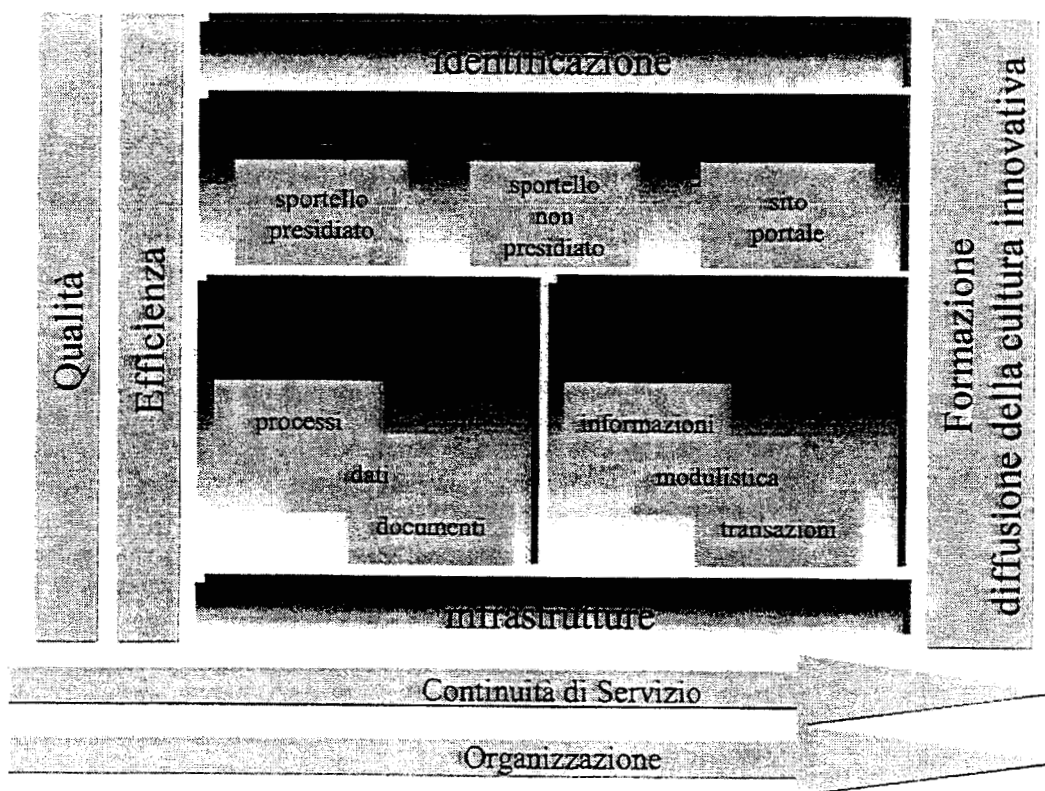 identificazione
sportello
presidiato
sportello
non
presidiato
sito
portale
Qualità
Efficienza
processi
dati
documenti
informazioni
modulistica
transazioni
Formazione
diffusione della cultura innovativa
infrastrutture
Continuità di Servizio
Organizzazione